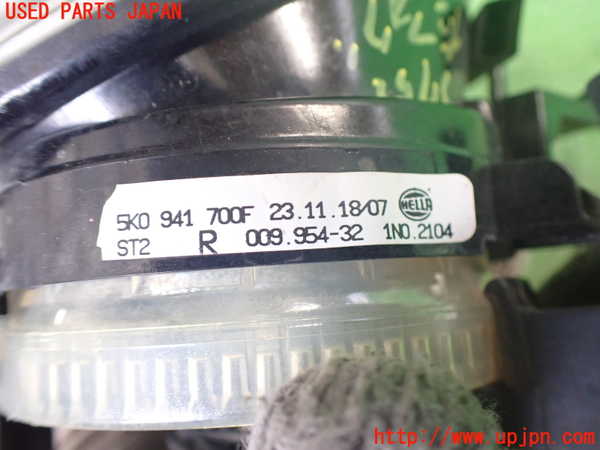 USED PARTS JAPAN
5K0 941 700F 23.11.18/07 HELLA
ST2 R 009.954-32 1N0.2104
http://www.upjpn.com/